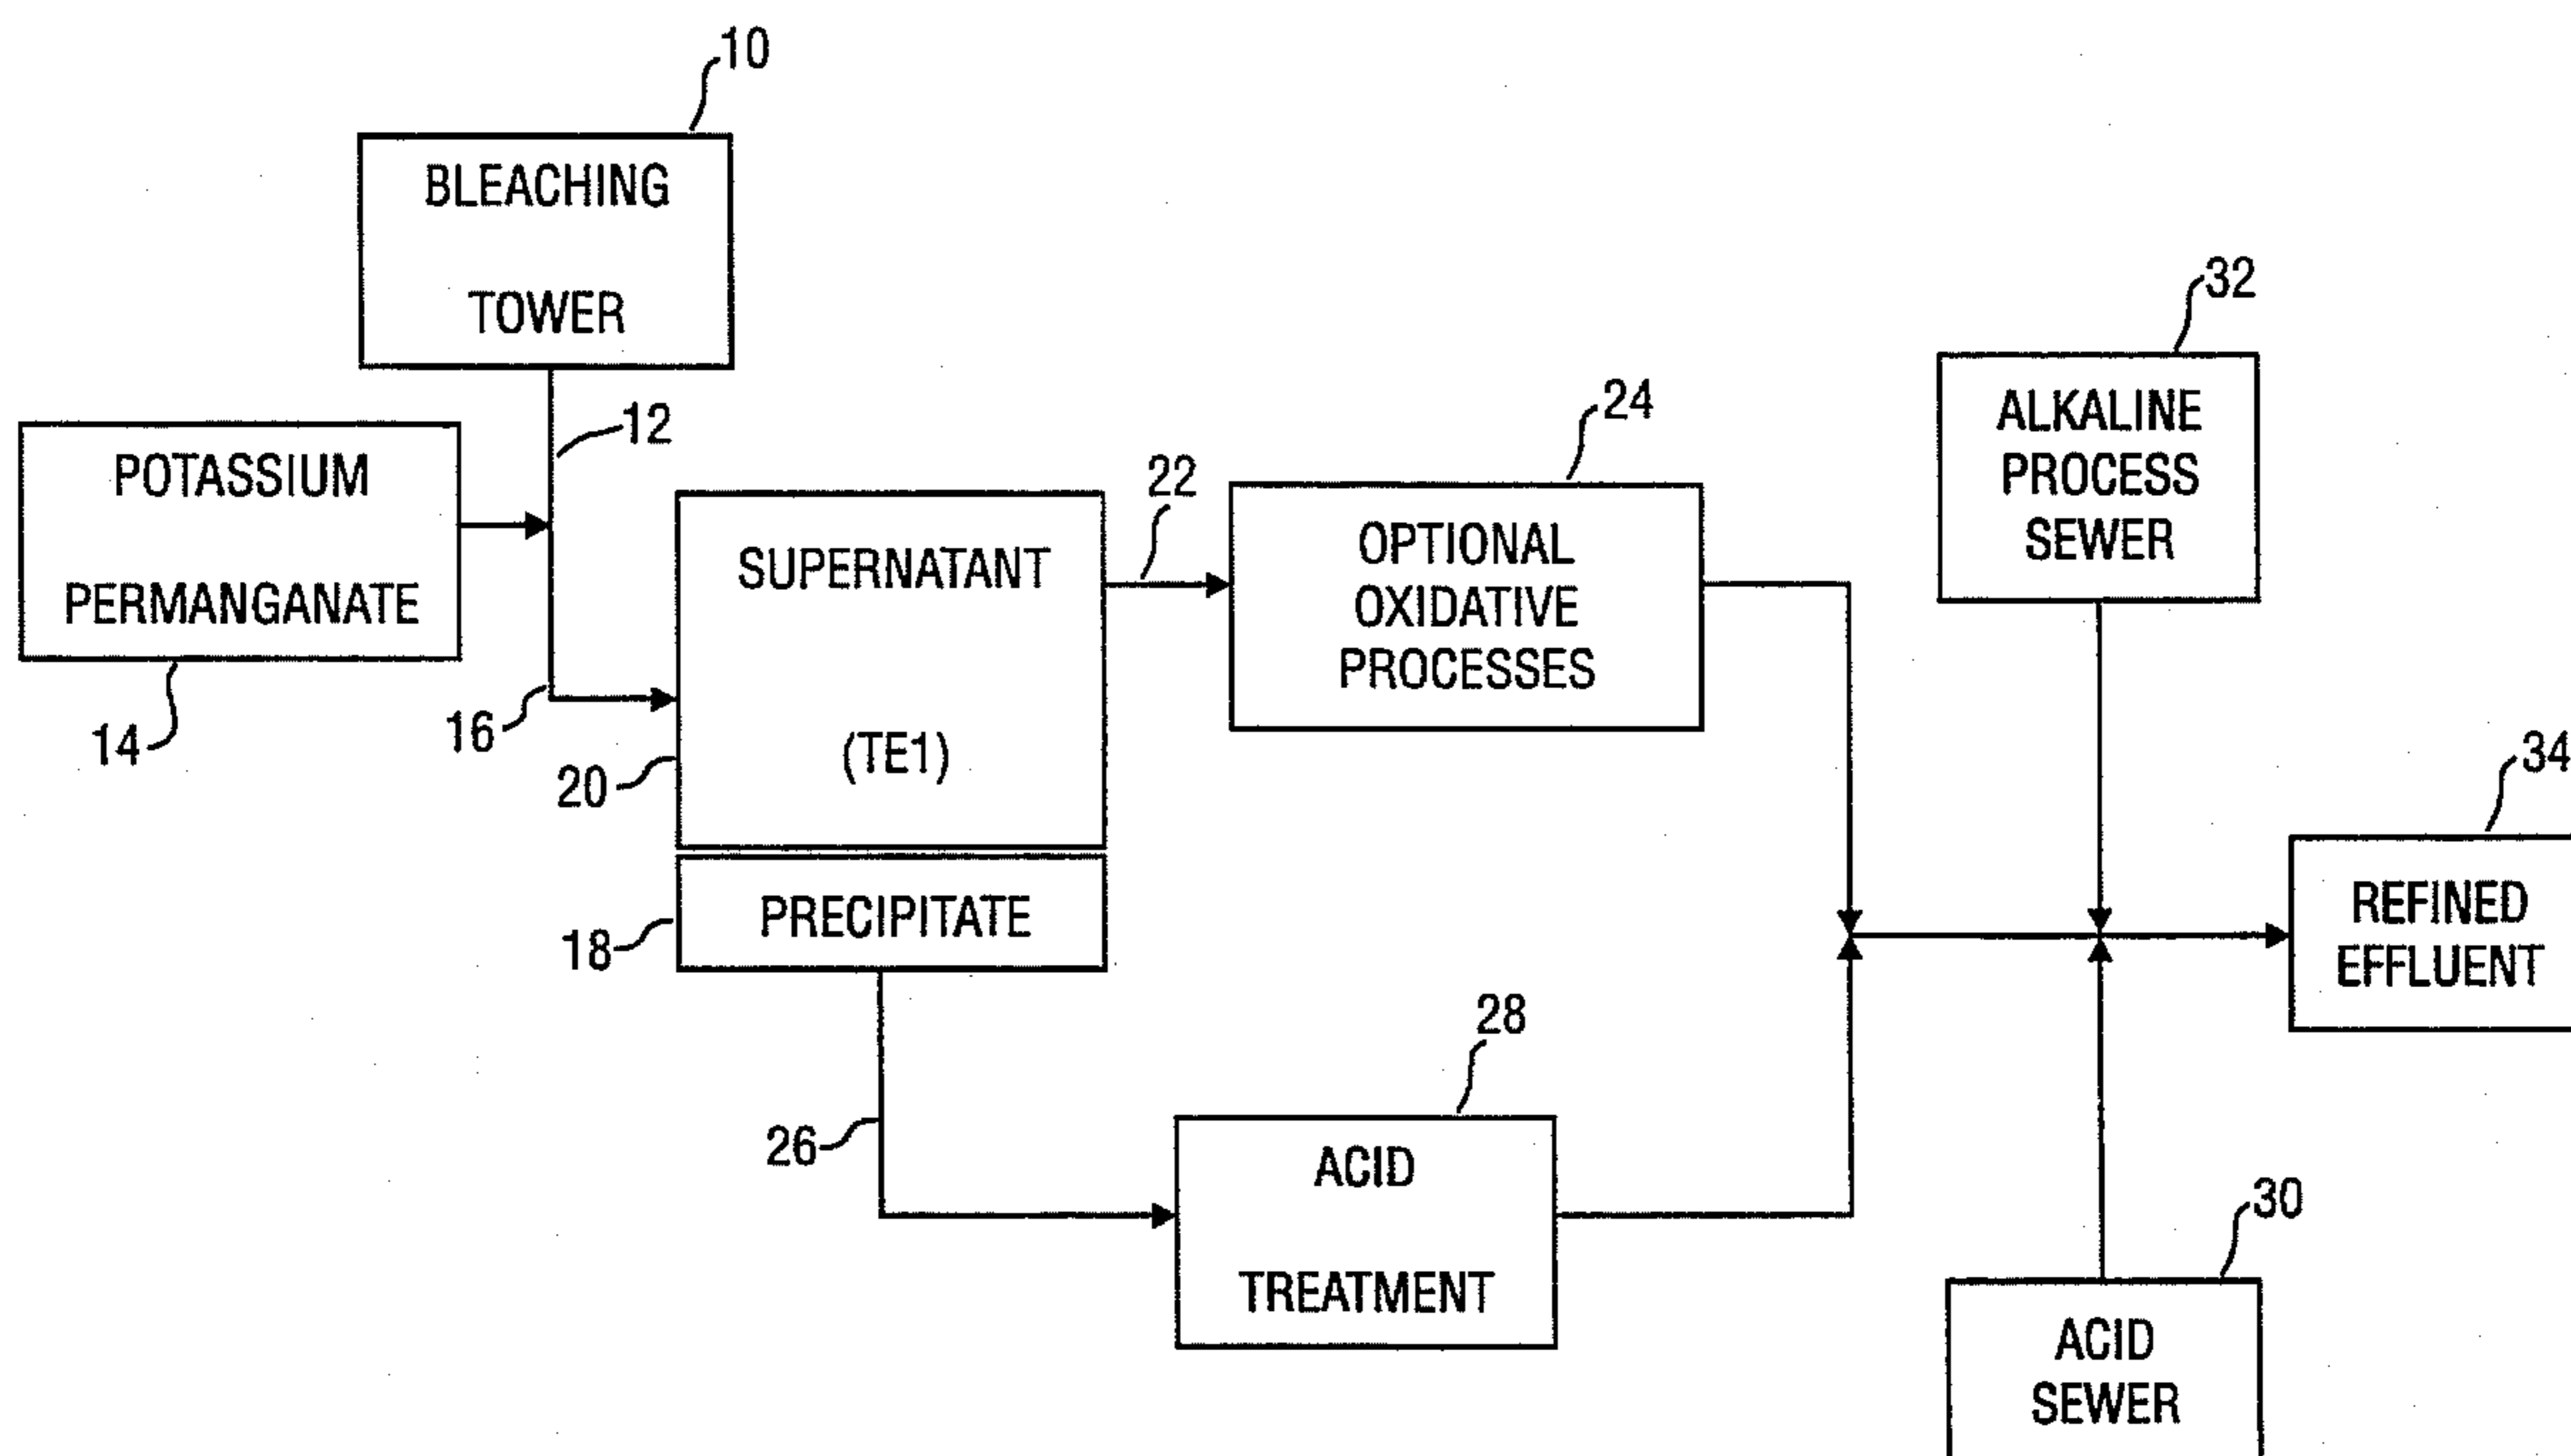 10
BLEACHING
TOWER
12
POTASSIUM
PERMANGANATE
14
16
SUPERNATANT
(TE1)
20
22
24
OPTIONAL
OXIDATIVE
PROCESSES
PRECIPITATE
18
26
28
ACID
TREATMENT
32
ALKALINE
PROCESS
SEWER
34
REFINED
EFFLUENT
30
ACID
SEWER